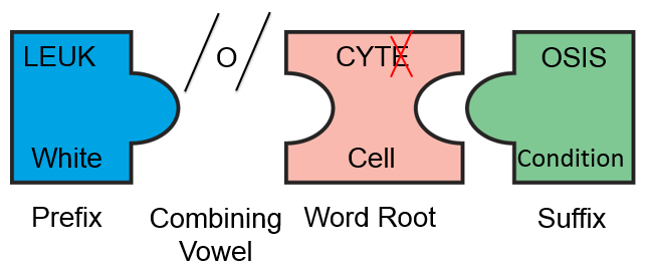 LEUK / O / CYTE OSIS
White Cell Condition
Prefix Combining Vowel Word Root Suffix